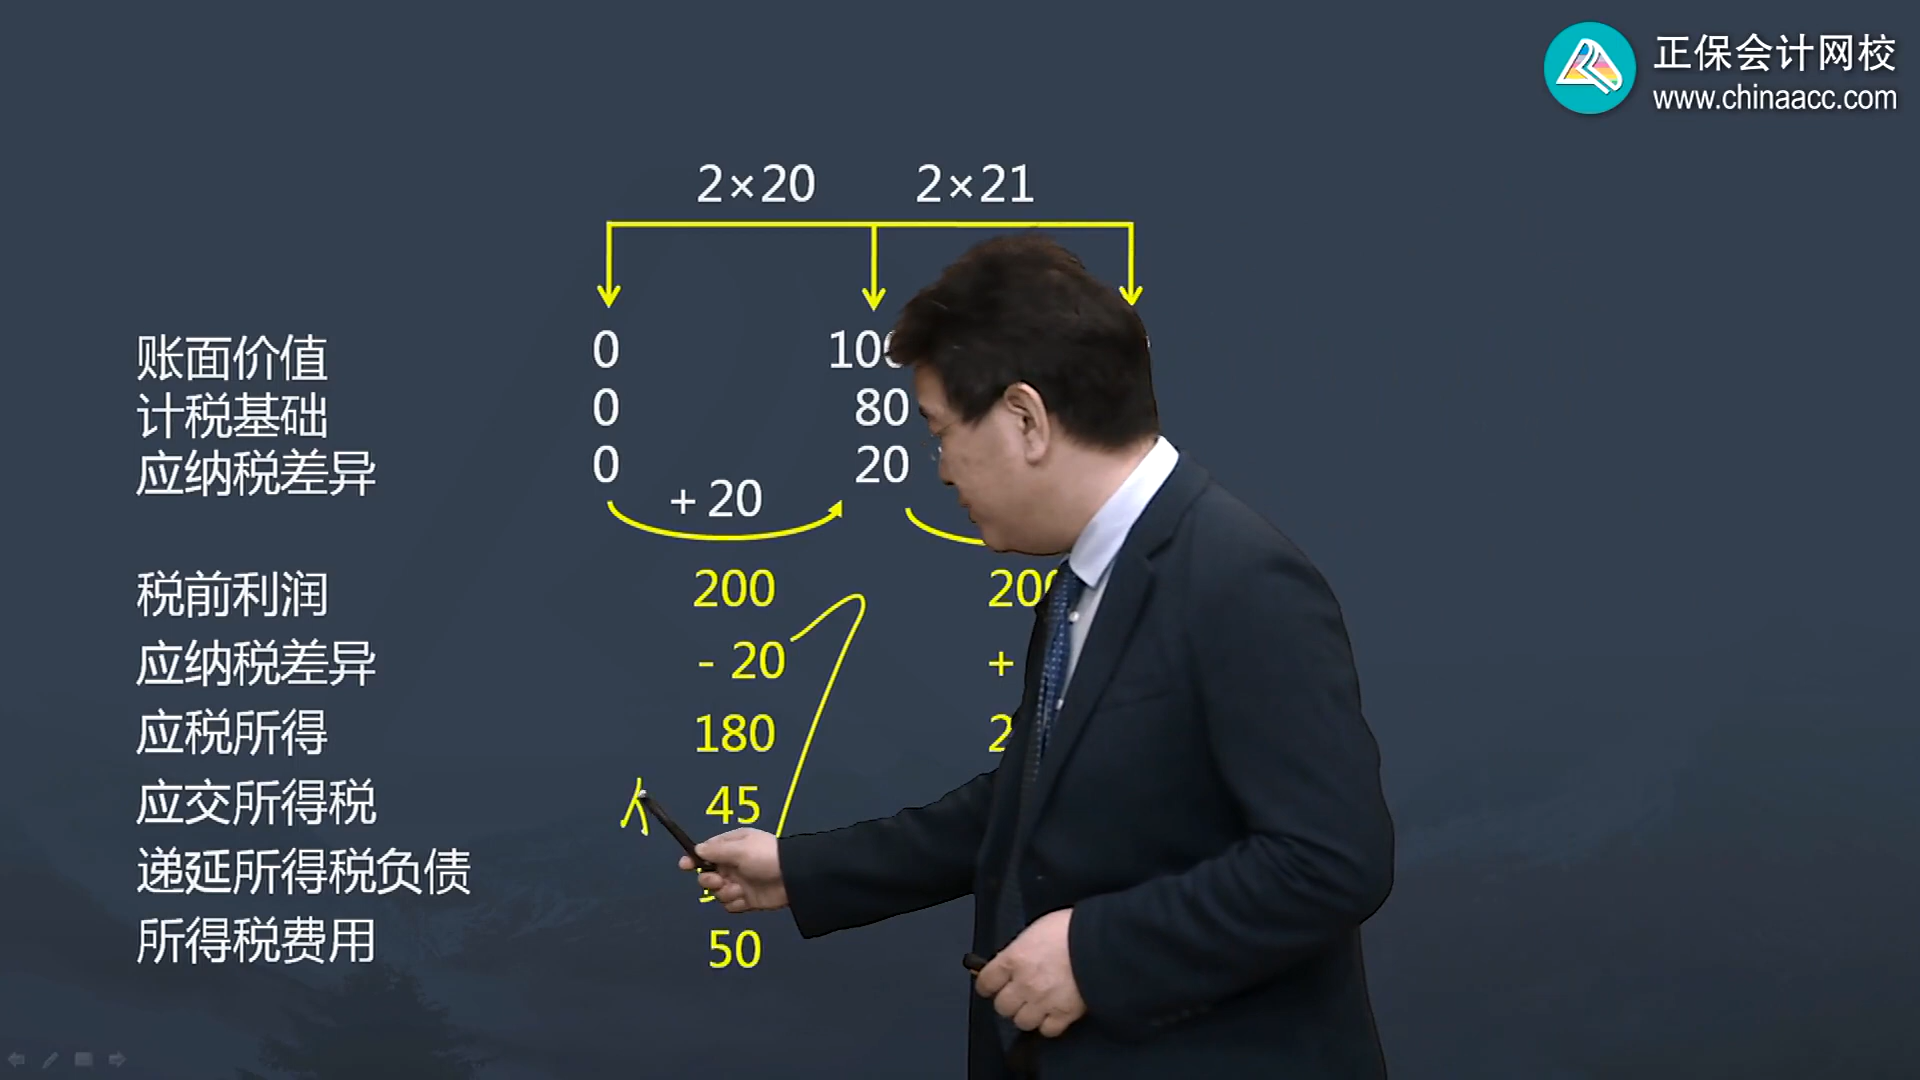 正保会计网校
www.chinaacc.com
2×20 2×21
账面价值 0
计税基础 0 80
应纳税差异 0 20
+ 20
税前利润 200
应纳税差异 - 20 +
应税所得 180
应交所得税 45
递延所得税负债
所得税费用 50